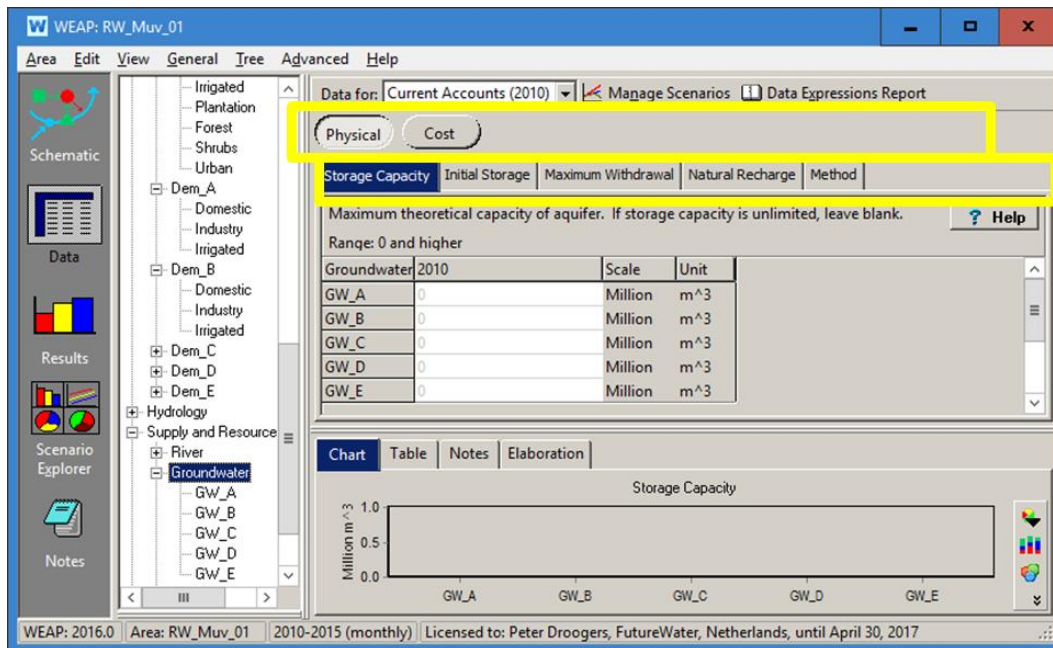 WEAP: RW_Muv_01
Area Edit View General Tree Advanced Help
Schematic
Data
Results
Scenario
Explorer
Notes
Irrigated
Plantation
Forest
Shrubs
Urban
Dem_A
Domestic
Industry
Irrigated
Dem_B
Domestic
Industry
Irrigated
Dem_C
Dem_D
Dem_E
Hydrology
Supply and Resource
River
Groundwater
GW_A
GW_B
GW_C
GW_D
GW_E
Data for: Current Accounts (2010) Manage Scenarios Data Expressions Report
Physical Cost
Storage Capacity Initial Storage Maximum Withdrawal Natural Recharge Method
Maximum theoretical capacity of aquifer. If storage capacity is unlimited, leave blank. ? Help
Range: 0 and higher
Groundwater 2010 Scale Unit
GW_A 0 Million m^3
GW_B 0 Million m^3
GW_C 0 Million m^3
GW_D 0 Million m^3
GW_E 0 Million m^3
Chart Table Notes Elaboration
Storage Capacity
Million m^3
1.0
0.5
0.0
GW_A GW_B GW_C GW_D GW_E
WEAP: 2016.0 Area: RW_Muv_01 2010-2015 (monthly) Licensed to: Peter Droogers, FutureWater, Netherlands, until April 30, 2017